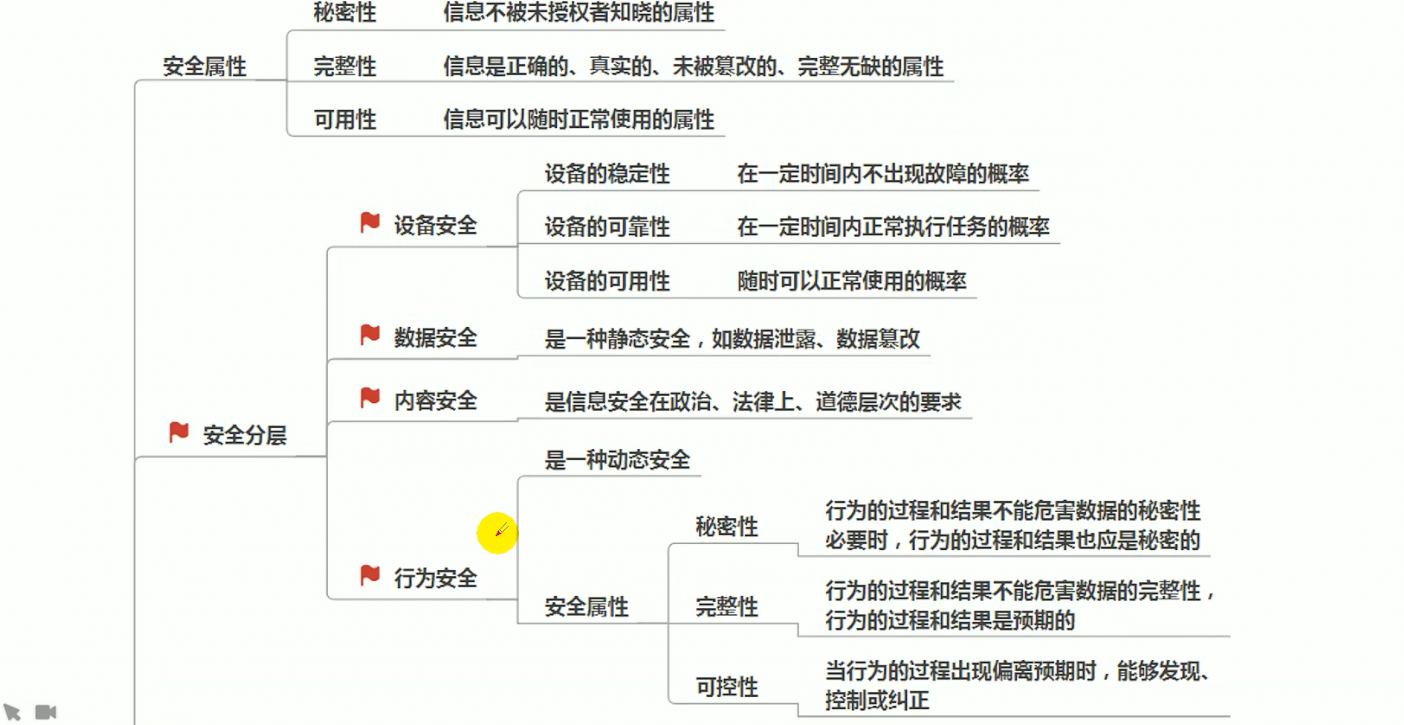 秘密性 信息不被未授权者知晓的属性
安全属性 完整性 信息是正确的、真实的、未被篡改的、完整无缺的属性
可用性 信息可以随时正常使用的属性
设备的稳定性 在一定时间内不出现故障的概率
设备安全 设备的可靠性 在一定时间内正常执行任务的概率
设备的可用性 随时可以正常使用的概率
数据安全 是一种静态安全，如数据泄露、数据篡改
内容安全 是信息安全在政治、法律上、道德层次的要求
安全分层
是一种动态安全
秘密性 行为的过程和结果不能危害数据的秘密性
必要时，行为的过程和结果也应是秘密的
行为安全
安全属性 完整性 行为的过程和结果不能危害数据的完整性，
行为的过程和结果是预期的
可控性 当行为的过程出现偏离预期时，能够发现、
控制或纠正